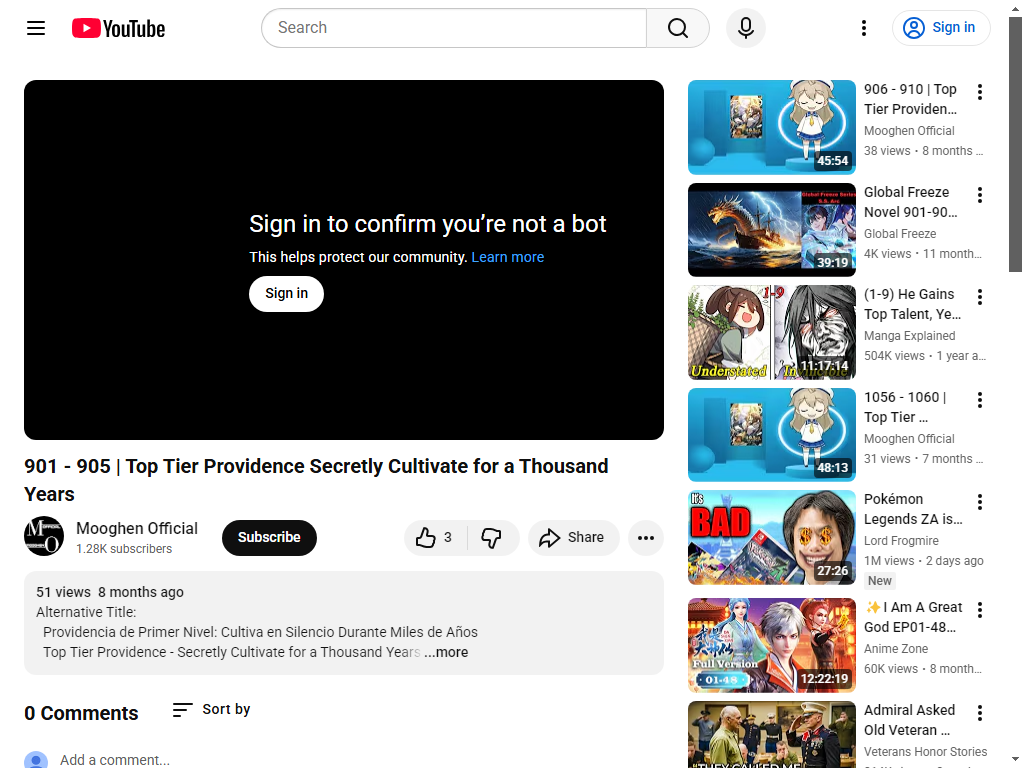 YouTube
Search
Sign in
Sign in to confirm you’re not a bot
This helps protect our community. Learn more
Sign in
901 - 905 | Top Tier Providence Secretly Cultivate for a Thousand
Years
Mooghen Official
1.28K subscribers
Subscribe
3
Share
51 views 8 months ago
Alternative Title:
Providencia de Primer Nivel: Cultiva en Silencio Durante Miles de Años
Top Tier Providence - Secretly Cultivate for a Thousand Years ...more
0 Comments
Sort by
Add a comment...
45:54
906 - 910 | Top
Tier Providen...
Mooghen Official
38 views • 8 months ...
39:19
Global Freeze
Novel 901-90...
Global Freeze
4K views • 11 month...
1-9
Understated
Invincible
11:17:14
(1-9) He Gains
Top Talent, Ye...
Manga Explained
504K views • 1 year a...
48:13
1056 - 1060 |
Top Tier ...
Mooghen Official
31 views • 7 months ...
It's
BAD
27:26
Pokémon
Legends ZA is...
Lord Frogmire
1M views • 2 days ago
New
Full Version
01-48
12:22:19
✨I Am A Great
God EP01-48...
Anime Zone
60K views • 8 month...
"THEY CALLED ME
Admiral Asked
Old Veteran ...
Veterans Honor Stories